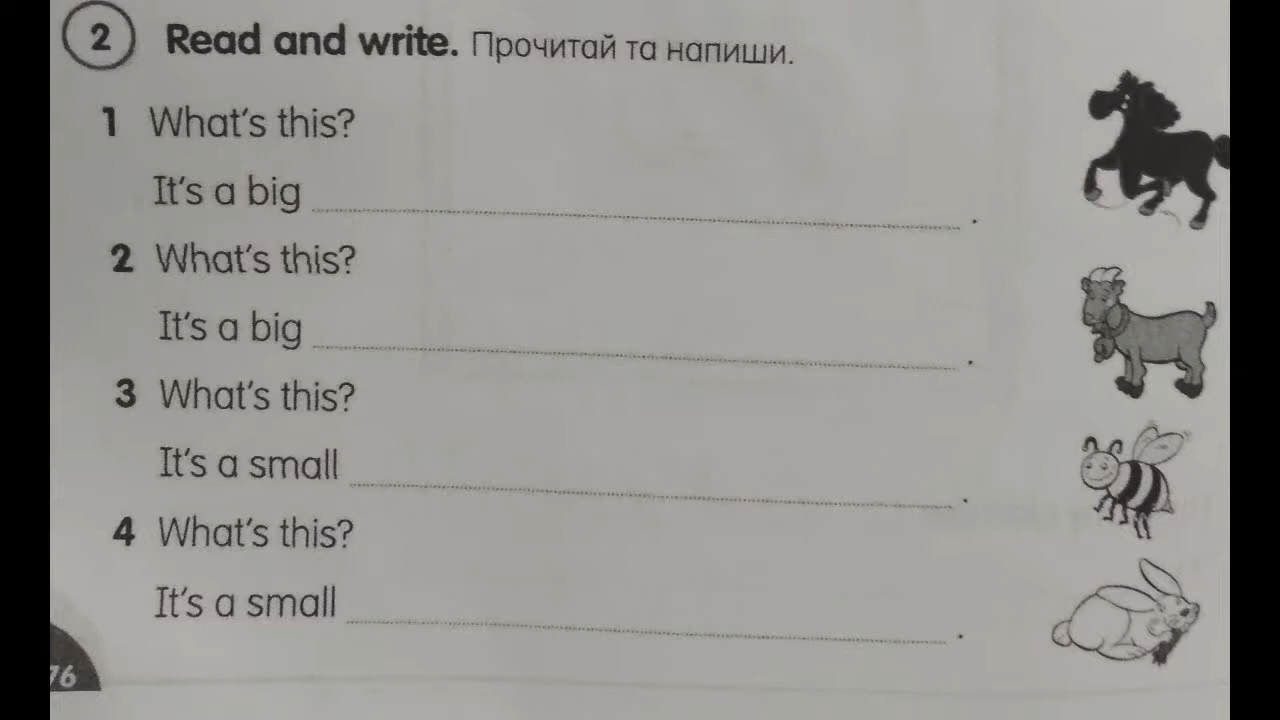 2 Read and write. Прочитай та напиши.
1 What's this?
It's a big .
2 What's this?
It's a big .
3 What's this?
It's a small .
4 What's this?
It's a small .
76